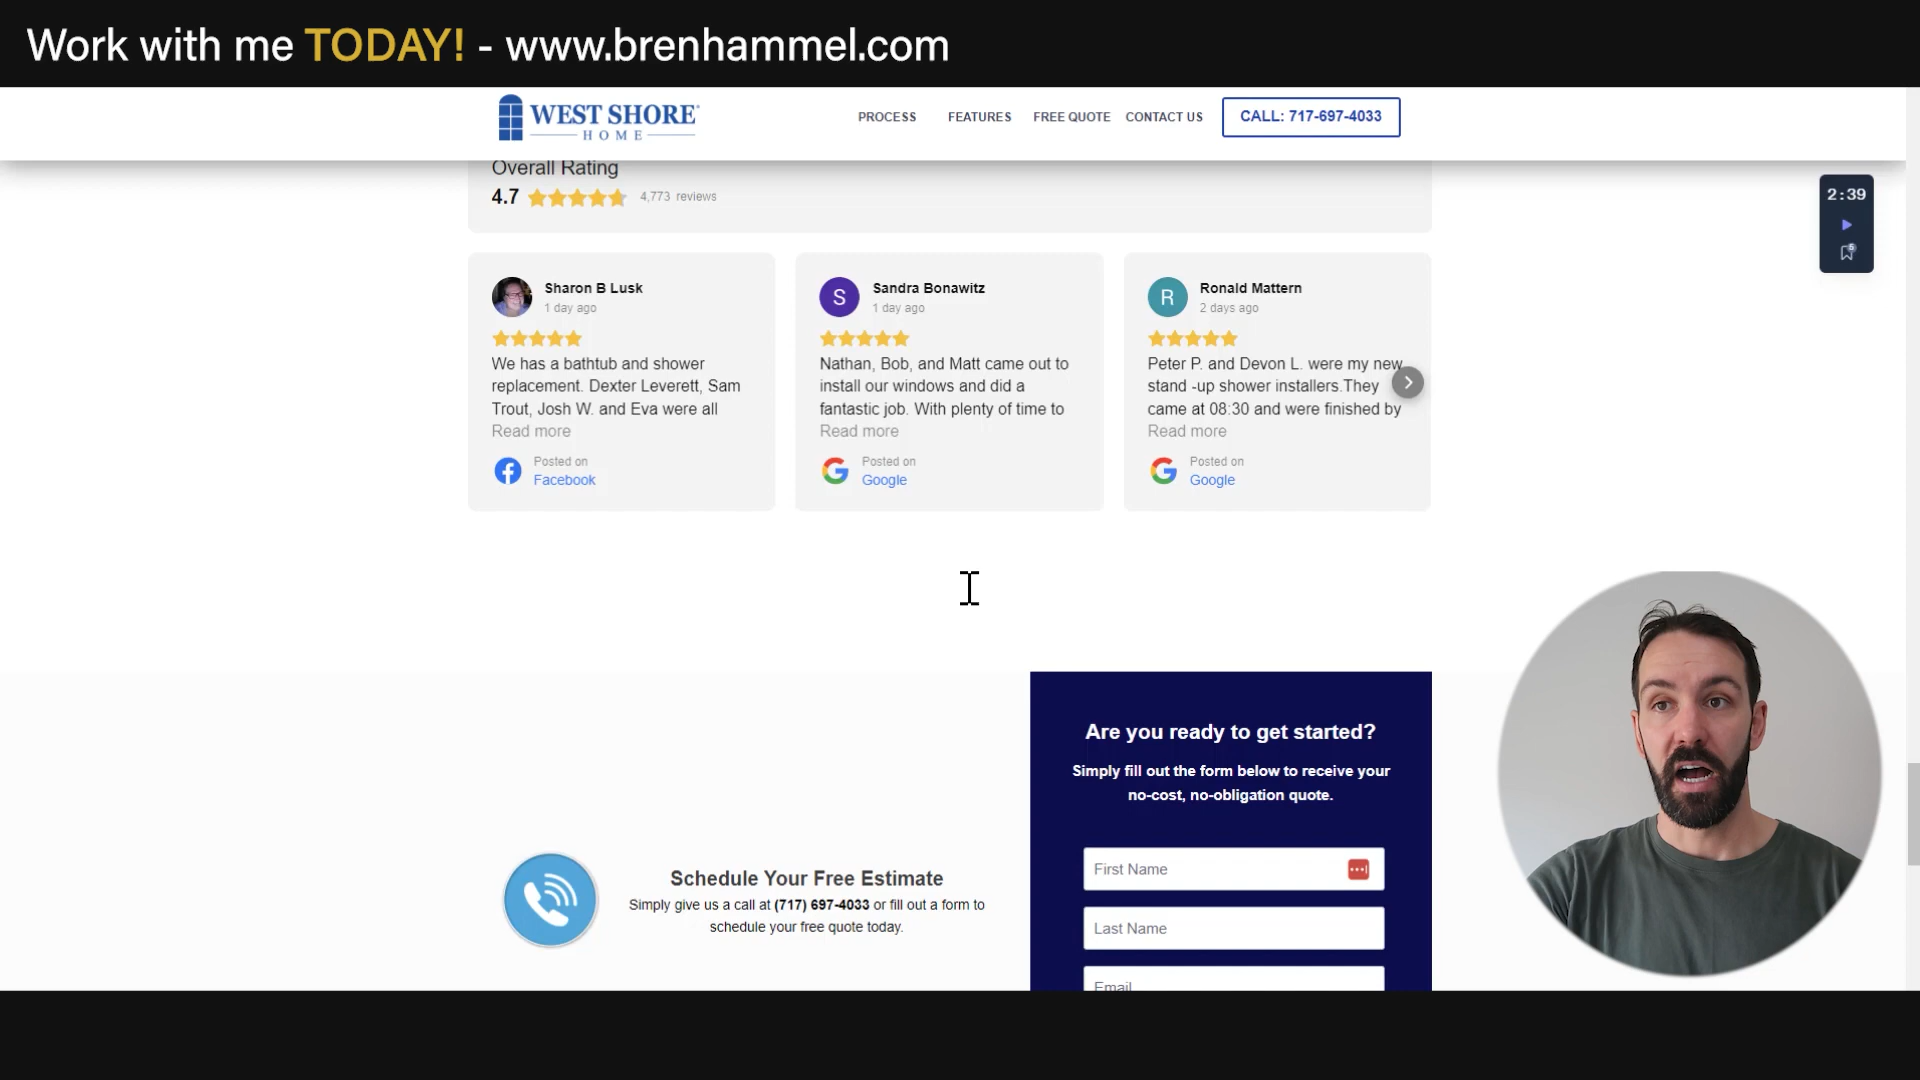 Work with me TODAY! - www.brenhammel.com
WEST SHORE
HOME
PROCESS
FEATURES
FREE QUOTE
CONTACT US
CALL: 717-697-4033
Overall Rating
4.7
4,773 reviews
2:39
5
Sharon B Lusk
1 day ago
We has a bathtub and shower
replacement. Dexter Leverett, Sam
Trout, Josh W. and Eva were all
Read more
Posted on
Facebook
S
Sandra Bonawitz
1 day ago
Nathan, Bob, and Matt came out to
install our windows and did a
fantastic job. With plenty of time to
Read more
Posted on
Google
R
Ronald Mattern
2 days ago
Peter P. and Devon L. were my new
stand -up shower installers.They
came at 08:30 and were finished by
Read more
Posted on
Google
Schedule Your Free Estimate
Simply give us a call at (717) 697-4033 or fill out a form to
schedule your free quote today.
Are you ready to get started?
Simply fill out the form below to receive your
no-cost, no-obligation quote.
First Name
Last Name
Email